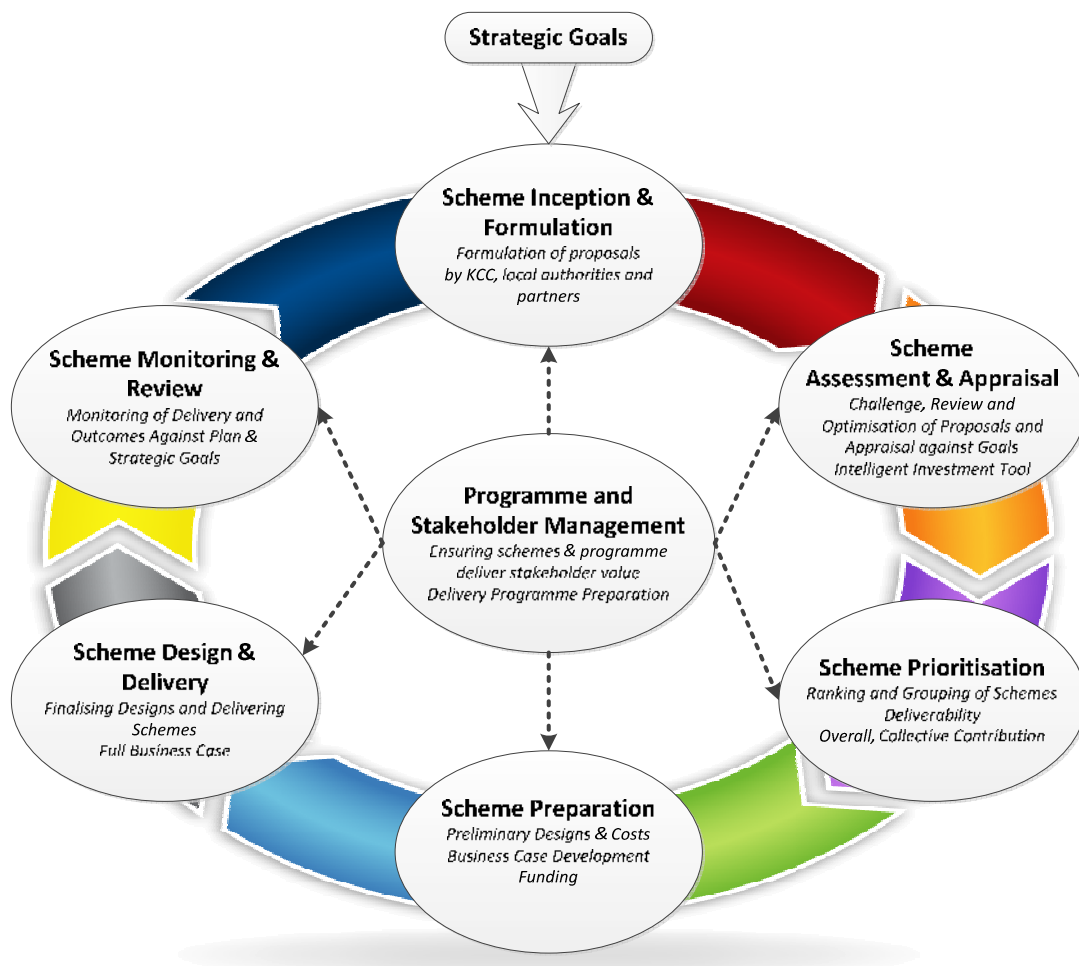 Strategic Goals
Scheme Inception &
Formulation
Formulation of proposals
by KCC, local authorities and
partners
Scheme
Assessment & Appraisal
Challenge, Review and
Optimisation of Proposals and
Appraisal against Goals
Intelligent Investment Tool
Scheme Prioritisation
Ranking and Grouping of Schemes
Deliverability
Overall, Collective Contribution
Scheme Preparation
Preliminary Designs & Costs
Business Case Development
Funding
Scheme Design &
Delivery
Finalising Designs and Delivering
Schemes
Full Business Case
Scheme Monitoring &
Review
Monitoring of Delivery and
Outcomes Against Plan &
Strategic Goals
Programme and
Stakeholder Management
Ensuring schemes & programme
deliver stakeholder value
Delivery Programme Preparation